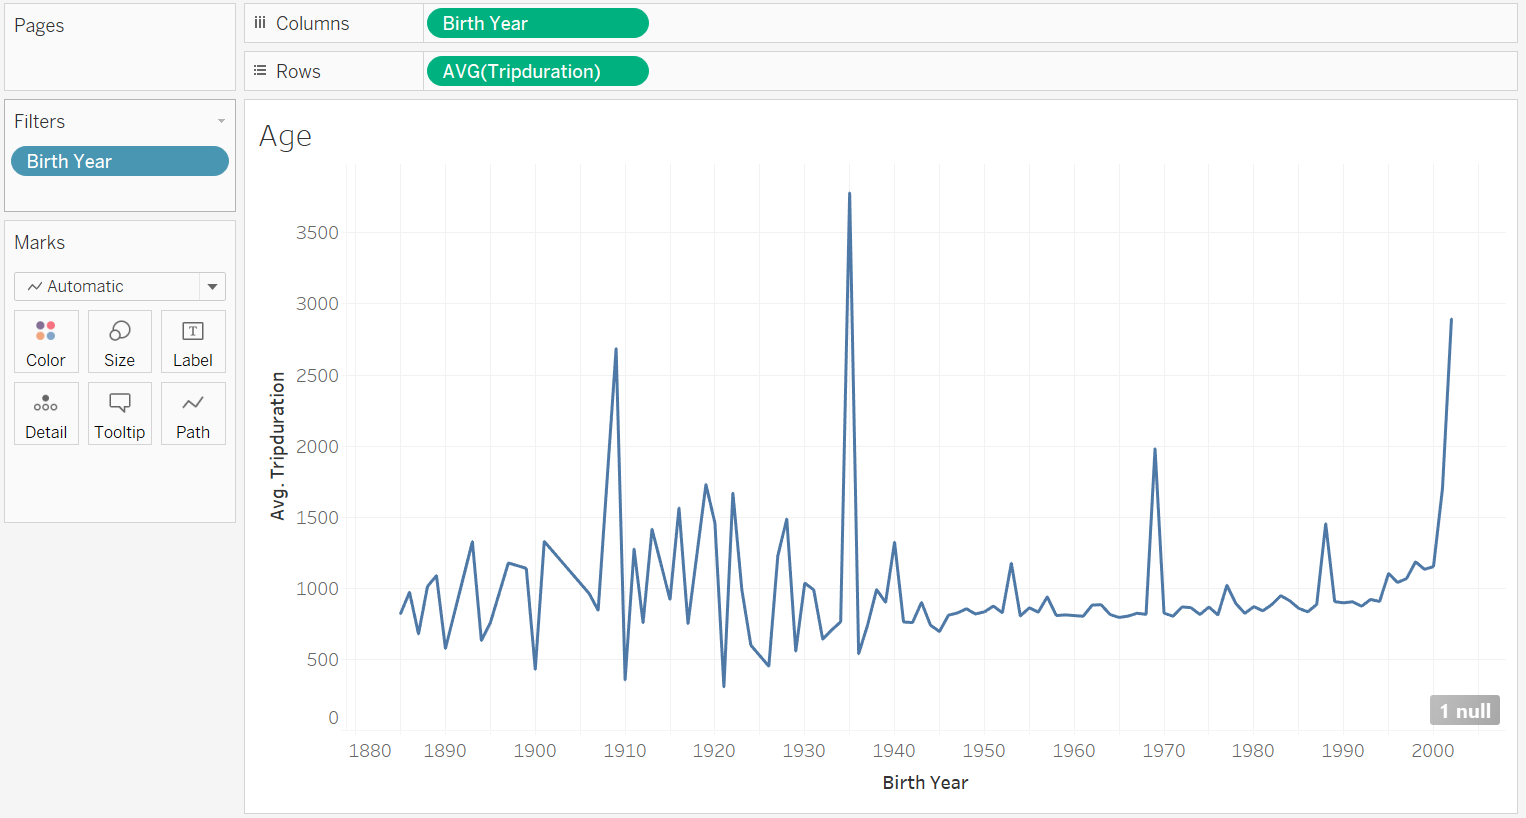 Pages
Columns
Birth Year
Rows
AVG(Tripduration)
Filters
Birth Year
Marks
Automatic
Color
Size
T
Label
Detail
Tooltip
Path
Age
3500
3000
2500
2000
1500
1000
500
0
Avg. Tripduration
1 null
1880 1890 1900 1910 1920 1930 1940 1950 1960 1970 1980 1990 2000
Birth Year